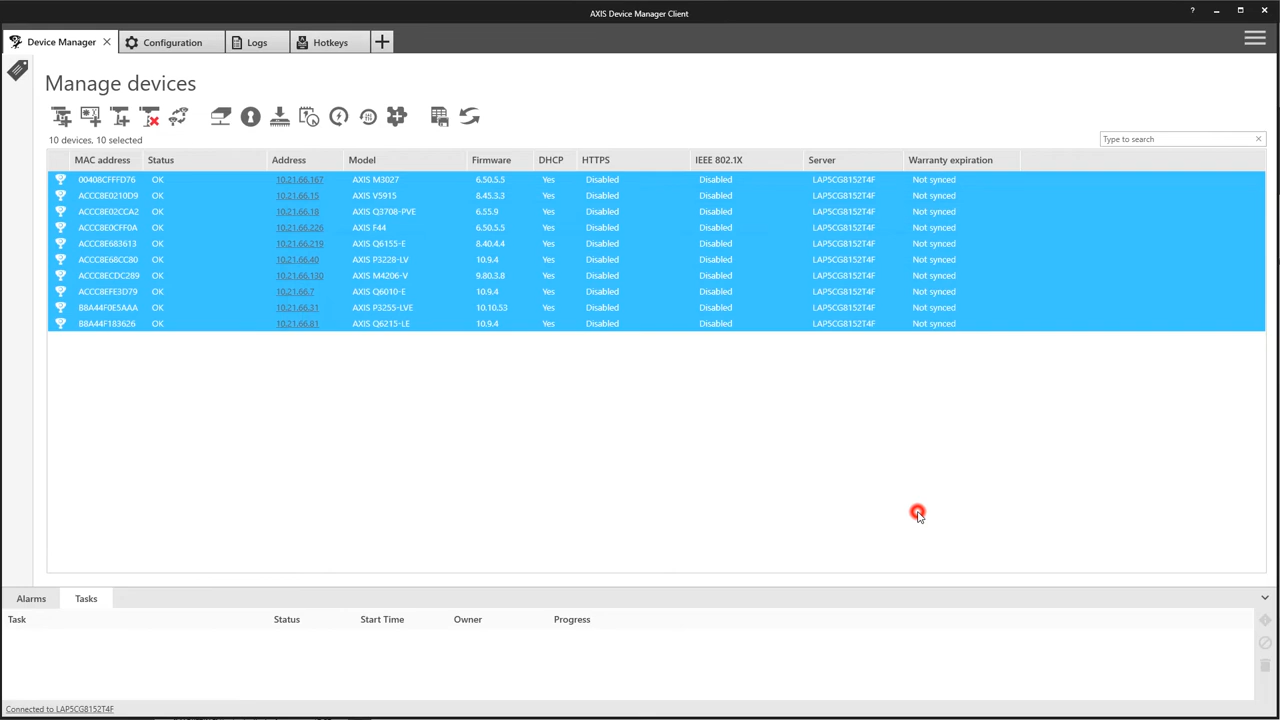 AXIS Device Manager Client
?
Device Manager
Configuration
Logs
Hotkeys
Manage devices
10 devices, 10 selected
Type to search
MAC address Status Address Model Firmware DHCP HTTPS IEEE 802.1X Server Warranty expiration
00408CFFFD76 OK 10.21.66.167 AXIS M3027 6.50.5.5 Yes Disabled Disabled LAP5CG8152T4F Not synced
ACCC8E0210D9 OK 10.21.66.15 AXIS V5915 8.45.3.3 Yes Disabled Disabled LAP5CG8152T4F Not synced
ACCC8E02CCA2 OK 10.21.66.18 AXIS Q3708-PVE 6.55.9 Yes Disabled Disabled LAP5CG8152T4F Not synced
ACCC8E0CFF0A OK 10.21.66.226 AXIS F44 6.50.5.5 Yes Disabled Disabled LAP5CG8152T4F Not synced
ACCC8E683613 OK 10.21.66.219 AXIS Q6155-E 8.40.4.4 Yes Disabled Disabled LAP5CG8152T4F Not synced
ACCC8E68CC80 OK 10.21.66.40 AXIS P3228-LV 10.9.4 Yes Disabled Disabled LAP5CG8152T4F Not synced
ACCC8ECDC289 OK 10.21.66.130 AXIS M4206-V 9.80.3.8 Yes Disabled Disabled LAP5CG8152T4F Not synced
ACCC8EFE3D79 OK 10.21.66.7 AXIS Q6010-E 10.9.4 Yes Disabled Disabled LAP5CG8152T4F Not synced
B8A44F0E5AAA OK 10.21.66.31 AXIS P3255-LVE 10.10.53 Yes Disabled Disabled LAP5CG8152T4F Not synced
B8A44F183626 OK 10.21.66.81 AXIS Q6215-LE 10.9.4 Yes Disabled Disabled LAP5CG8152T4F Not synced
Alarms Tasks
Task Status Start Time Owner Progress
Connected to LAP5CG8152T4F